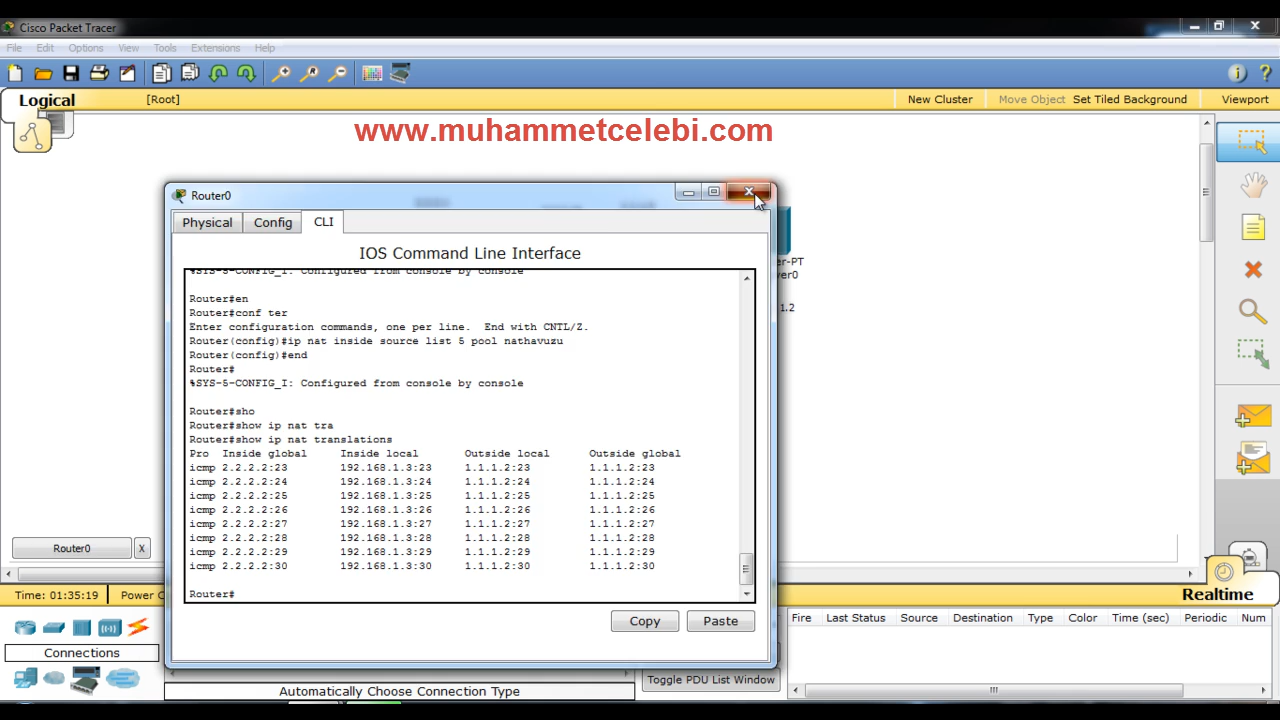 Cisco Packet Tracer
File Edit Options View Tools Extensions Help
Logical [Root] New Cluster Move Object Set Tiled Background Viewport
www.muhammetcelebi.com
Router0
Physical Config CLI
IOS Command Line Interface
%SYS-5-CONFIG_I: Configured from console by console
Router#en
Router#conf ter
Enter configuration commands, one per line. End with CNTL/Z.
Router(config)#ip nat inside source list 5 pool nathavuzu
Router(config)#end
Router#
%SYS-5-CONFIG_I: Configured from console by console
Router#sho
Router#show ip nat tra
Router#show ip nat translations
Pro Inside global Inside local Outside local Outside global
icmp 2.2.2.2:23 192.168.1.3:23 1.1.1.2:23 1.1.1.2:23
icmp 2.2.2.2:24 192.168.1.3:24 1.1.1.2:24 1.1.1.2:24
icmp 2.2.2.2:25 192.168.1.3:25 1.1.1.2:25 1.1.1.2:25
icmp 2.2.2.2:26 192.168.1.3:26 1.1.1.2:26 1.1.1.2:26
icmp 2.2.2.2:27 192.168.1.3:27 1.1.1.2:27 1.1.1.2:27
icmp 2.2.2.2:28 192.168.1.3:28 1.1.1.2:28 1.1.1.2:28
icmp 2.2.2.2:29 192.168.1.3:29 1.1.1.2:29 1.1.1.2:29
icmp 2.2.2.2:30 192.168.1.3:30 1.1.1.2:30 1.1.1.2:30
Router#
Copy Paste
er-PT
er0
1.2
Router0 X
Time: 01:35:19 Power C
Realtime
Connections
Automatically Choose Connection Type
Toggle PDU List Window
Fire Last Status Source Destination Type Color Time (sec) Periodic Num